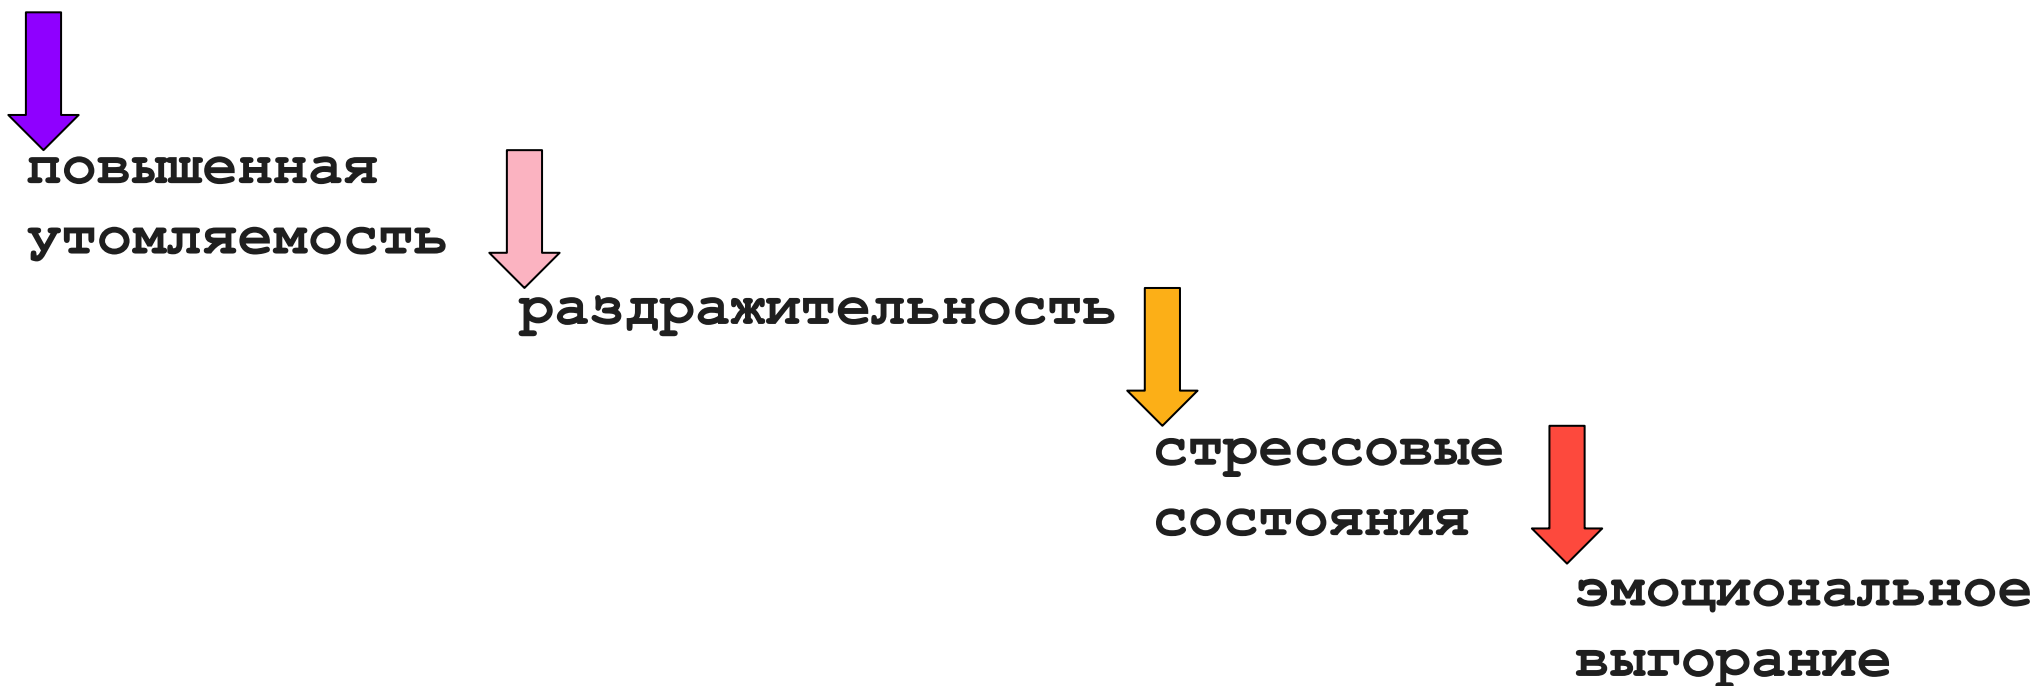 повышенная
утомляемость
раздражительность
стрессовые
состояния
эмоциональное
выгорание